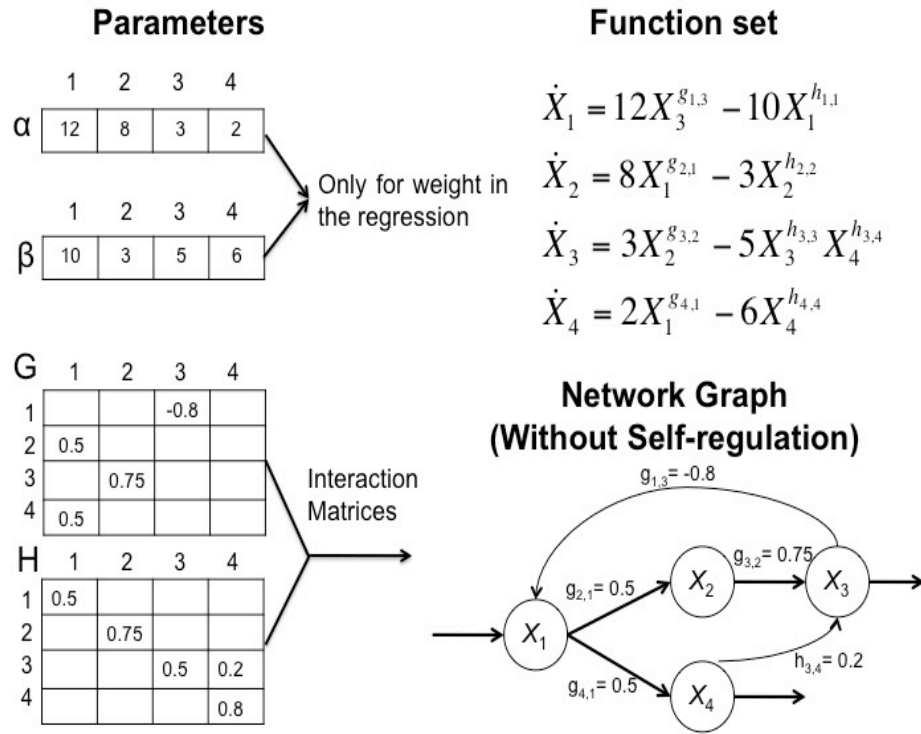 Parameters
1 2 3 4
α 12 8 3 2
1 2 3 4
β 10 3 5 6
Only for weight in
the regression
G 1 2 3 4
1 -0.8
2 0.5
3 0.75
4 0.5
H 1 2 3 4
1 0.5
2 0.75
3 0.5 0.2
4 0.8
Interaction
Matrices
Function set
Ẋ₁ = 12X₃^{g₁,₃} − 10X₁^{h₁,₁}
Ẋ₂ = 8X₁^{g₂,₁} − 3X₂^{h₂,₂}
Ẋ₃ = 3X₂^{g₃,₂} − 5X₃^{h₃,₃} X₄^{h₃,₄}
Ẋ₄ = 2X₁^{g₄,₁} − 6X₄^{h₄,₄}
Network Graph
(Without Self-regulation)
g₁,₃= -0.8
g₃,₂= 0.75
g₂,₁= 0.5
X₂
X₃
X₁
h₃,₄= 0.2
g₄,₁= 0.5
X₄